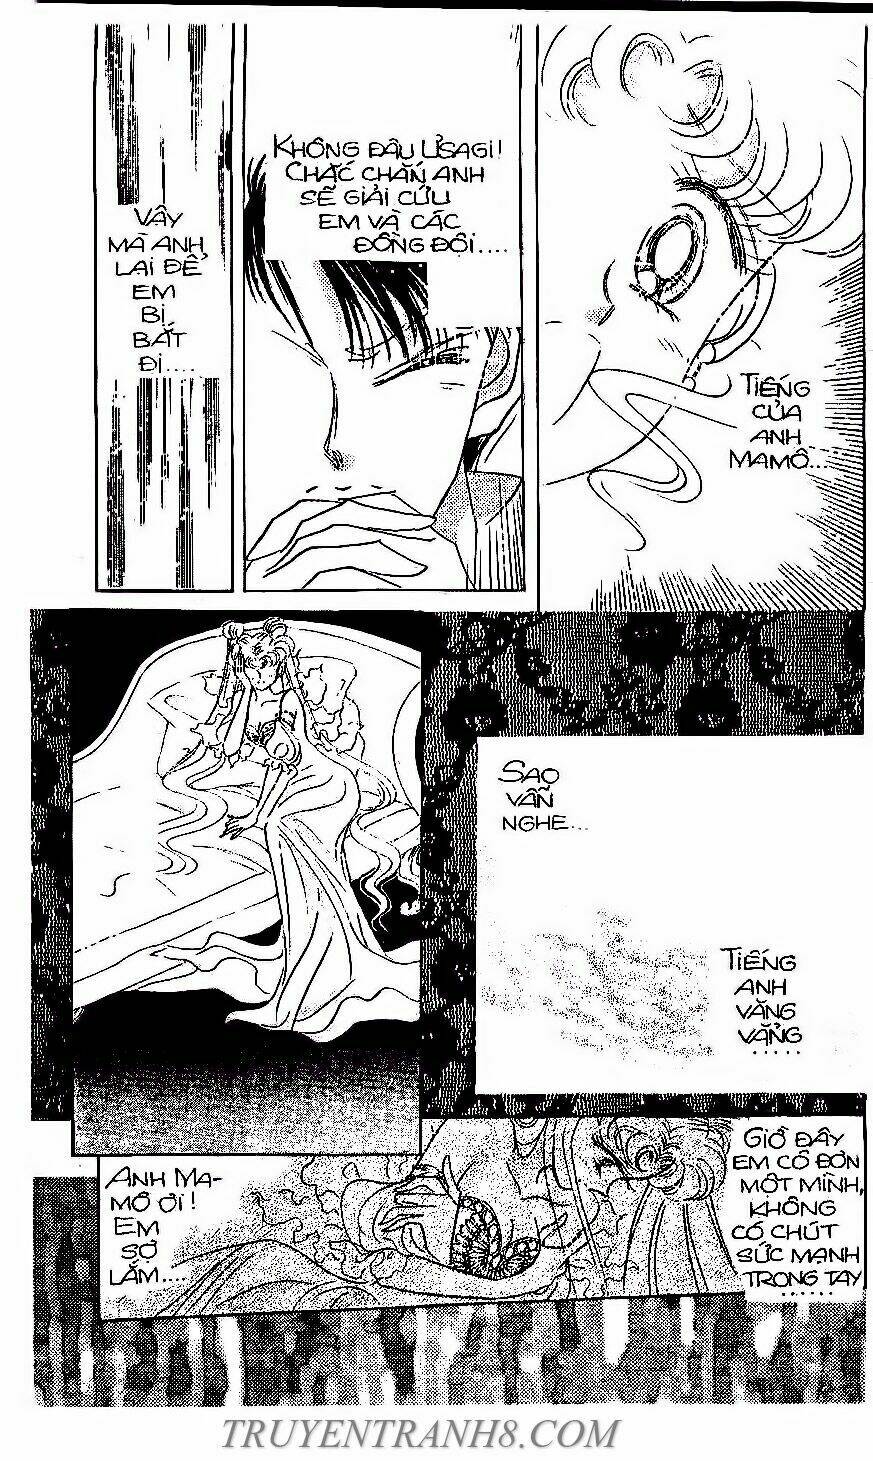 VẬY
MÀ ANH
LẠI ĐỂ
EM
BỊ
BẮT
ĐI.....
KHÔNG ĐÂU USAGI!
CHẮC CHẮN ANH
SẼ GIẢI CỨU
EM VÀ CÁC
ĐỒNG ĐỘI....
TIẾNG
CỦA
ANH
MAMÔ...
SAO
VẪN
NGHE...
TIẾNG
ANH
VĂNG
VẲNG
.....
ANH MA-
MÔ ƠI!
EM
SỢ
LẮM....
GIỜ ĐÂY
EM CÔ ĐƠN
MỘT MÌNH,
KHÔNG
CÓ CHÚT
SỨC MẠNH
TRONG TAY
......
TRUYENTRANH8.COM